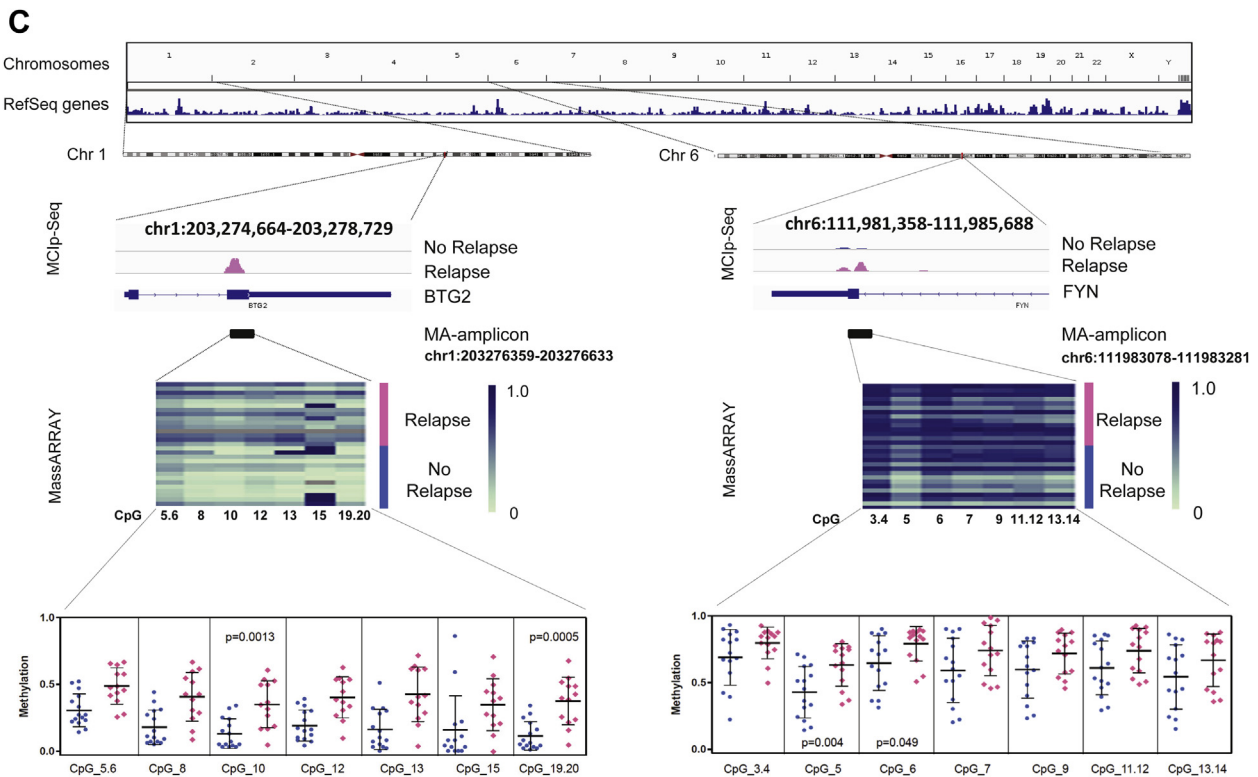 C
Chromosomes
1 2 3 4 5 6 7 8 9 10 11 12 13 14 15 16 17 18 19 20 21 22 X Y
RefSeq genes
Chr 1
Chr 6
MCIp-Seq
chr1:203,274,664-203,278,729
No Relapse
Relapse
BTG2
BTG2
MA-amplicon
chr1:203276359-203276633
MassARRAY
1.0
Relapse
No
Relapse
0
CpG 5.6 8 10 12 13 15 19.20
1.0
0.5
0.0
Methylation
p=0.0013
p=0.0005
CpG_5.6 CpG_8 CpG_10 CpG_12 CpG_13 CpG_15 CpG_19.20
MCIp-Seq
chr6:111,981,358-111,985,688
No Relapse
Relapse
FYN
FYN
MA-amplicon
chr6:111983078-111983281
MassARRAY
1.0
Relapse
No
Relapse
0
CpG 3.4 5 6 7 9 11.12 13.14
1.0
0.5
0.0
Methylation
p=0.004
p=0.049
CpG_3.4 CpG_5 CpG_6 CpG_7 CpG_9 CpG_11.12 CpG_13.14